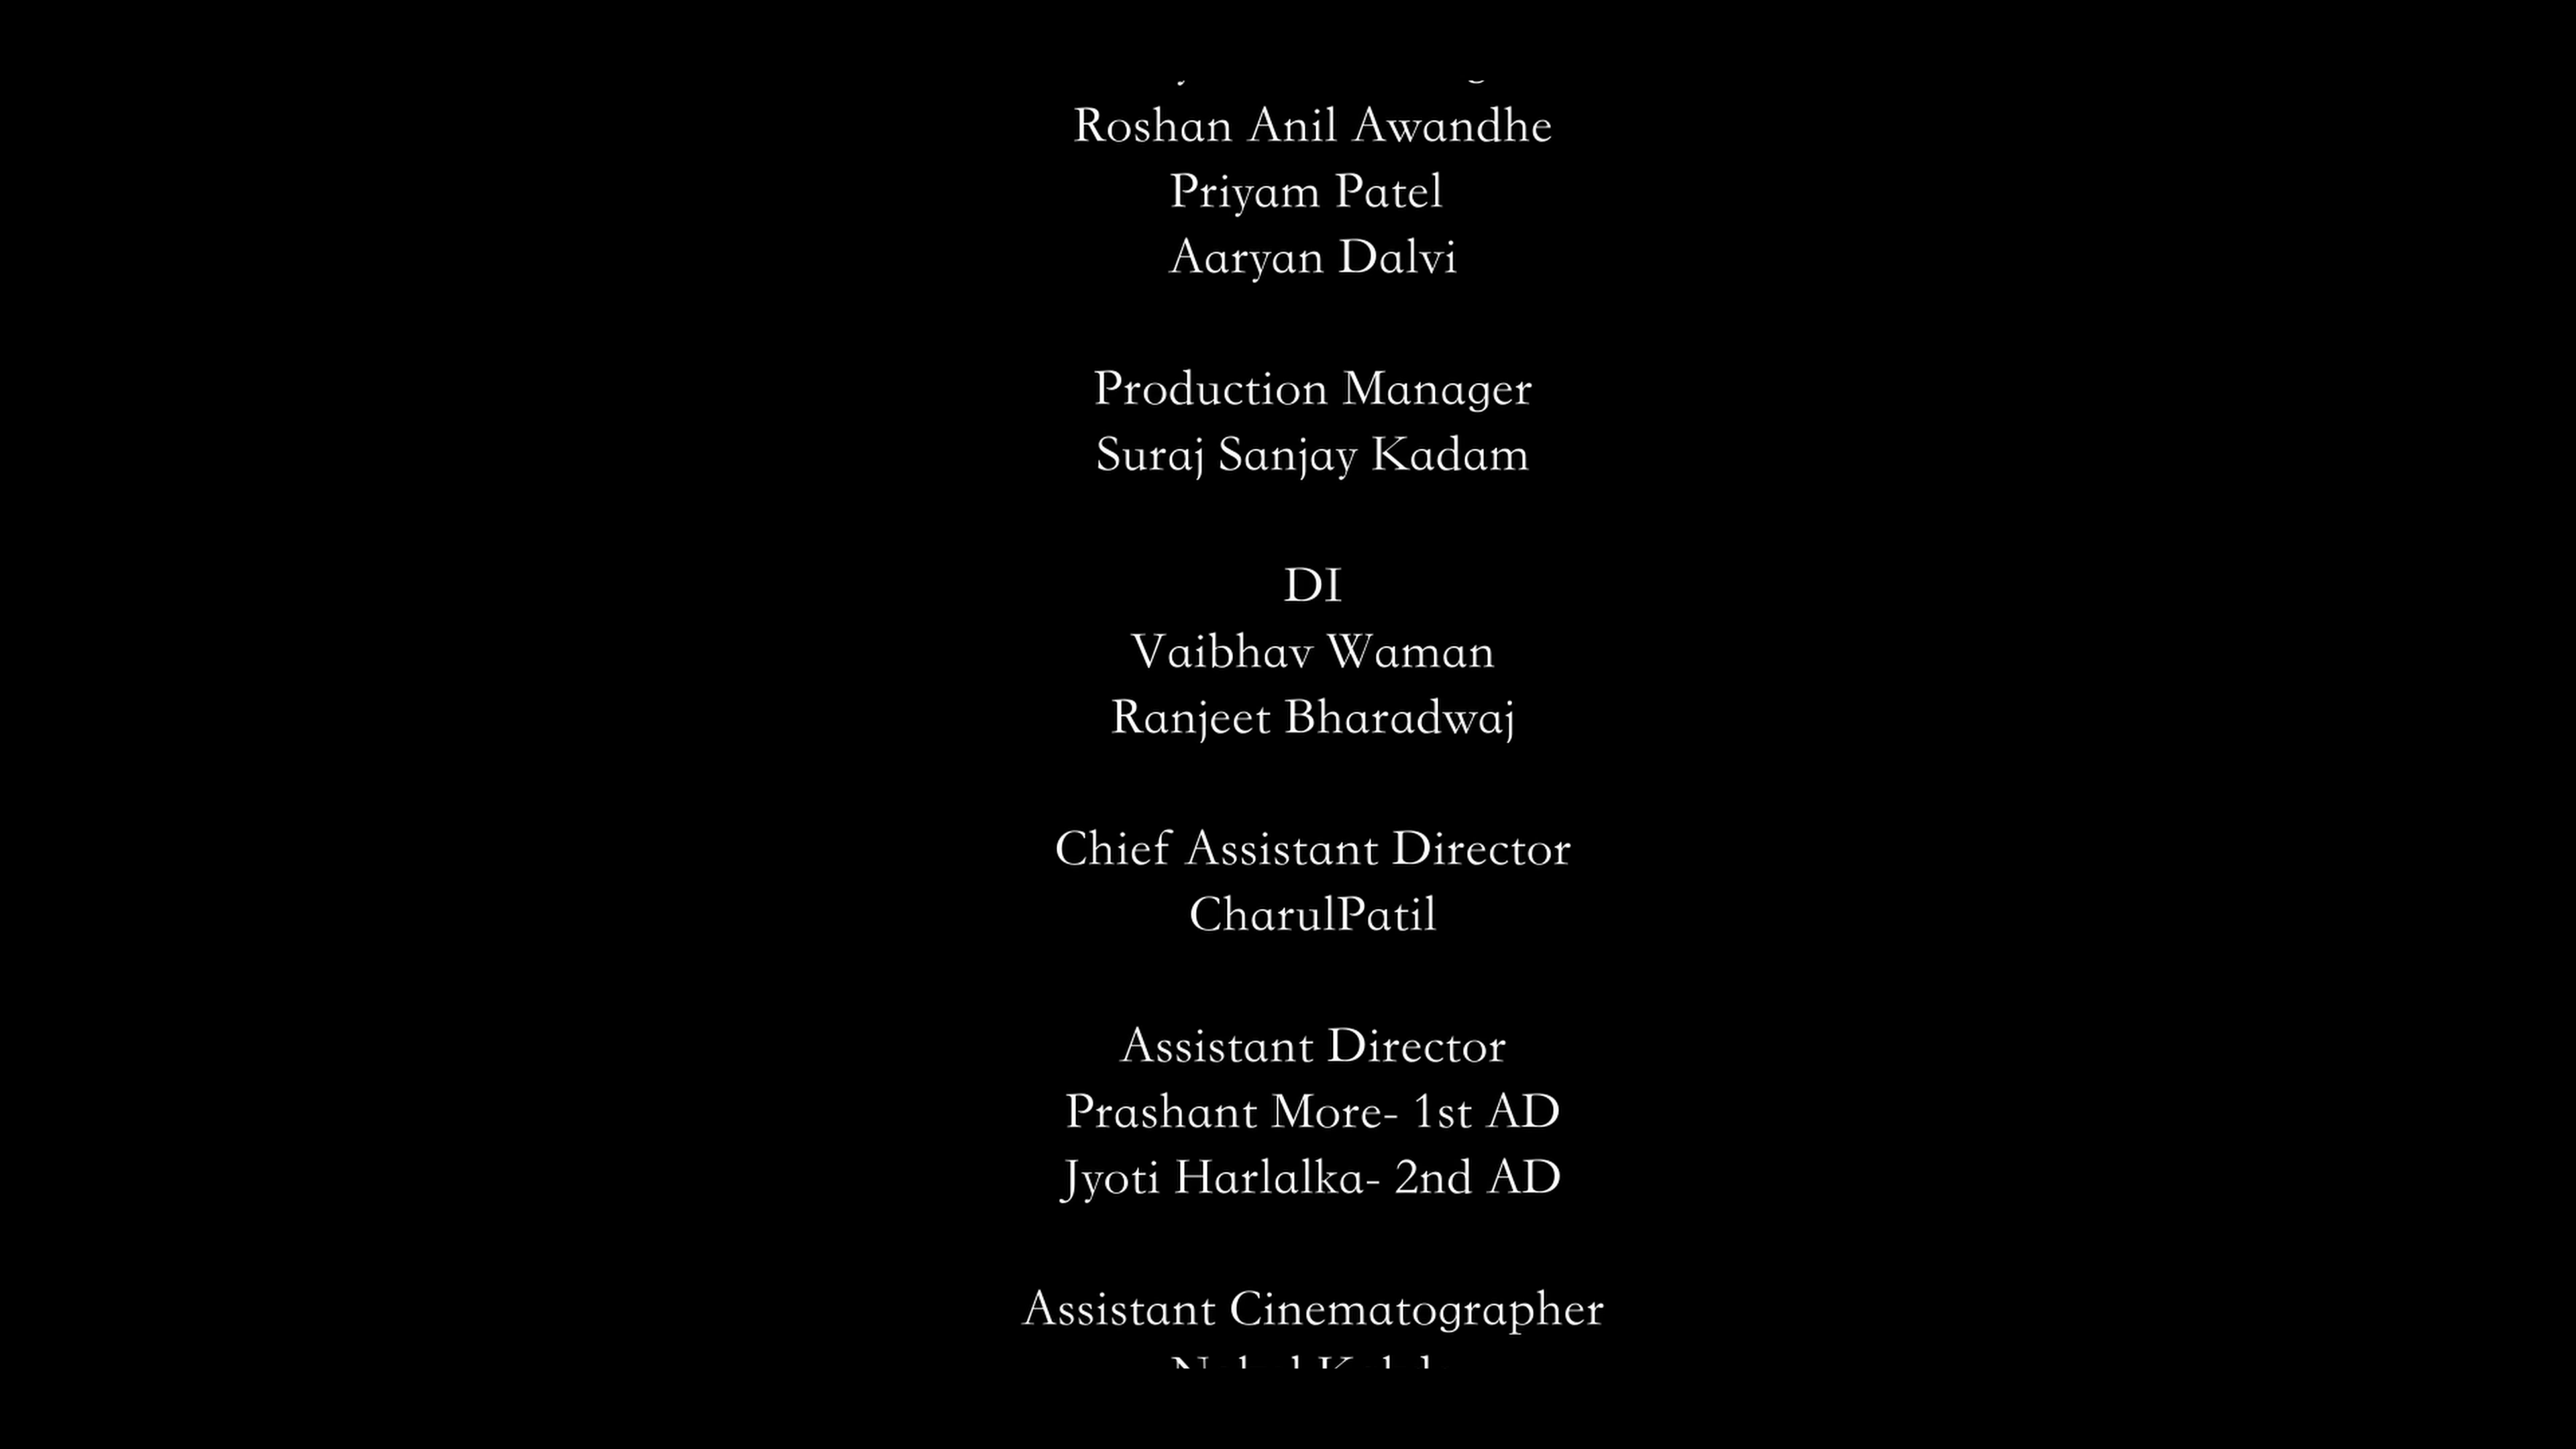 Roshan Anil Awandhe
Priyam Patel
Aaryan Dalvi
Production Manager
Suraj Sanjay Kadam
DI
Vaibhav Waman
Ranjeet Bharadwaj
Chief Assistant Director
CharulPatil
Assistant Director
Prashant More- 1st AD
Jyoti Harlalka- 2nd AD
Assistant Cinematographer